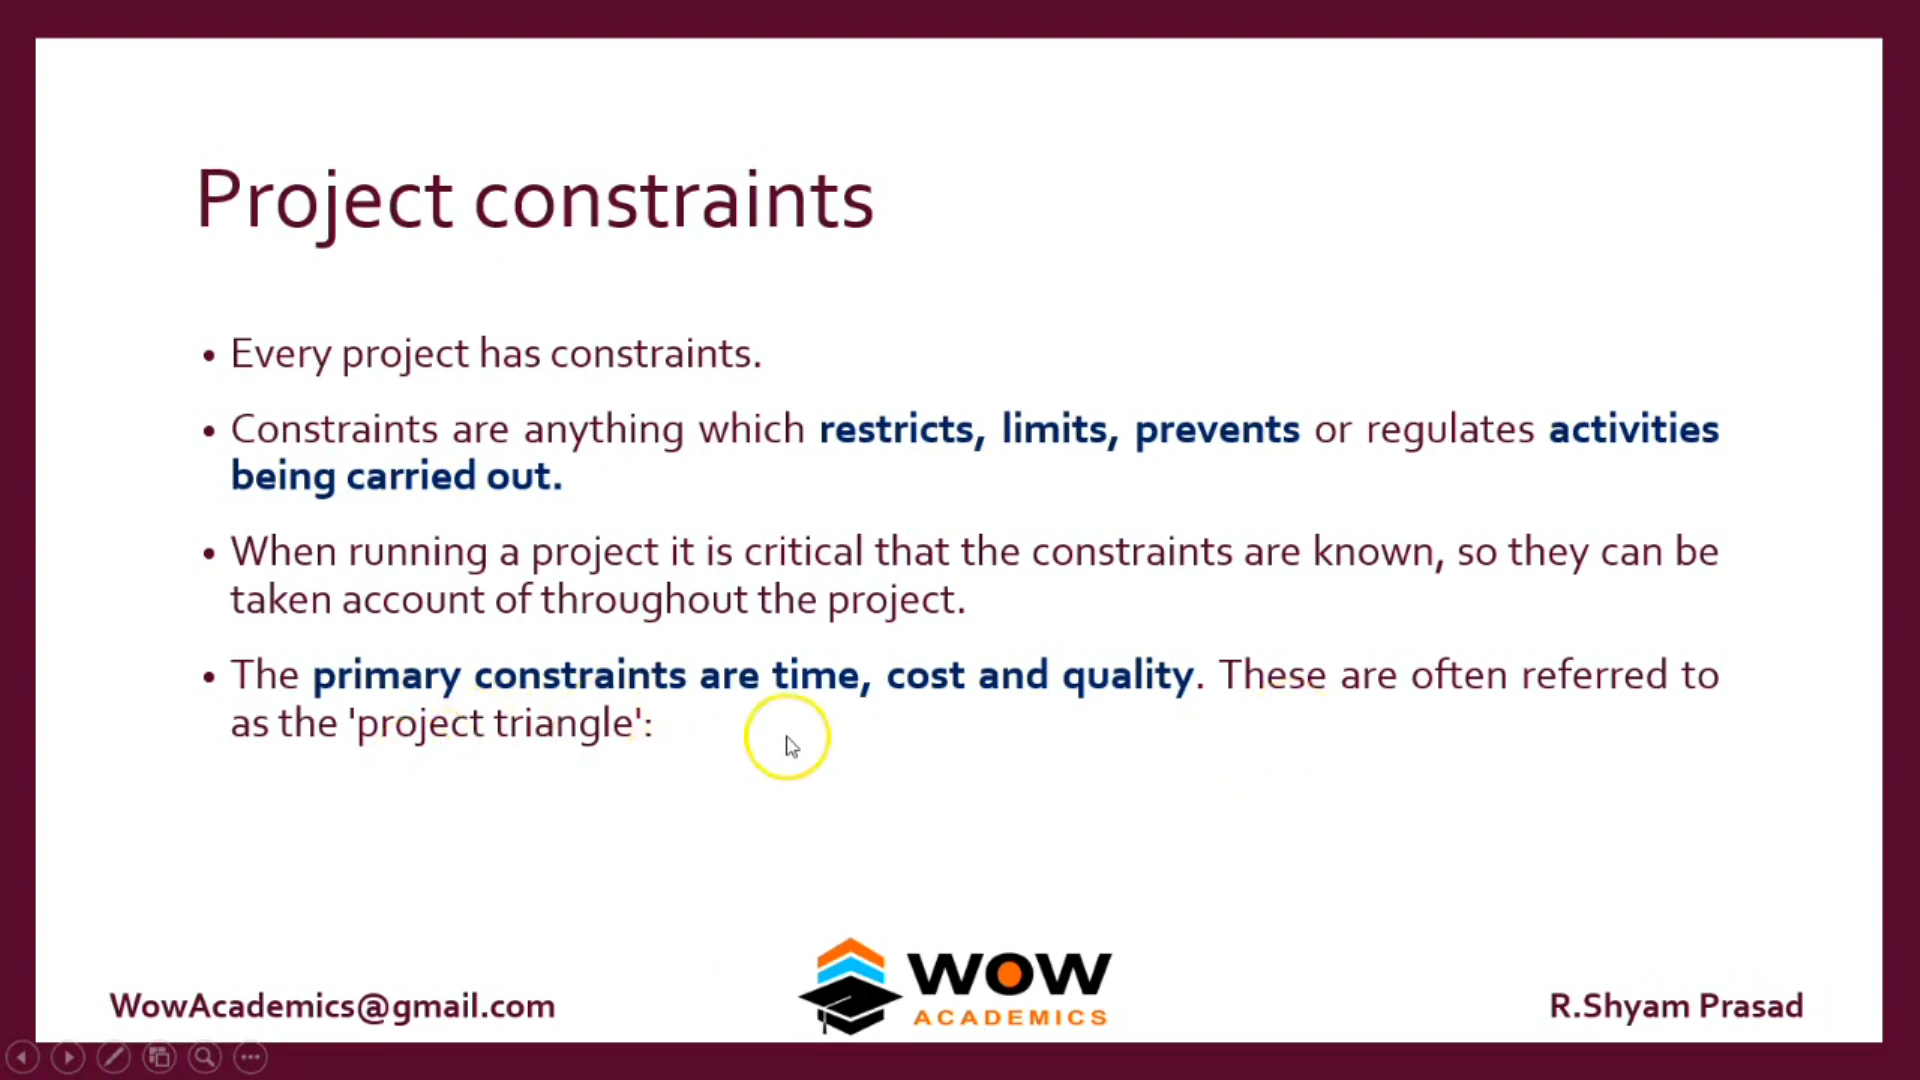 Project constraints
• Every project has constraints.
• Constraints are anything which restricts, limits, prevents or regulates activities
being carried out.
• When running a project it is critical that the constraints are known, so they can be
taken account of throughout the project.
• The primary constraints are time, cost and quality. These are often referred to
as the 'project triangle':
WowAcademics@gmail.com
WOW
ACADEMICS
R.Shyam Prasad